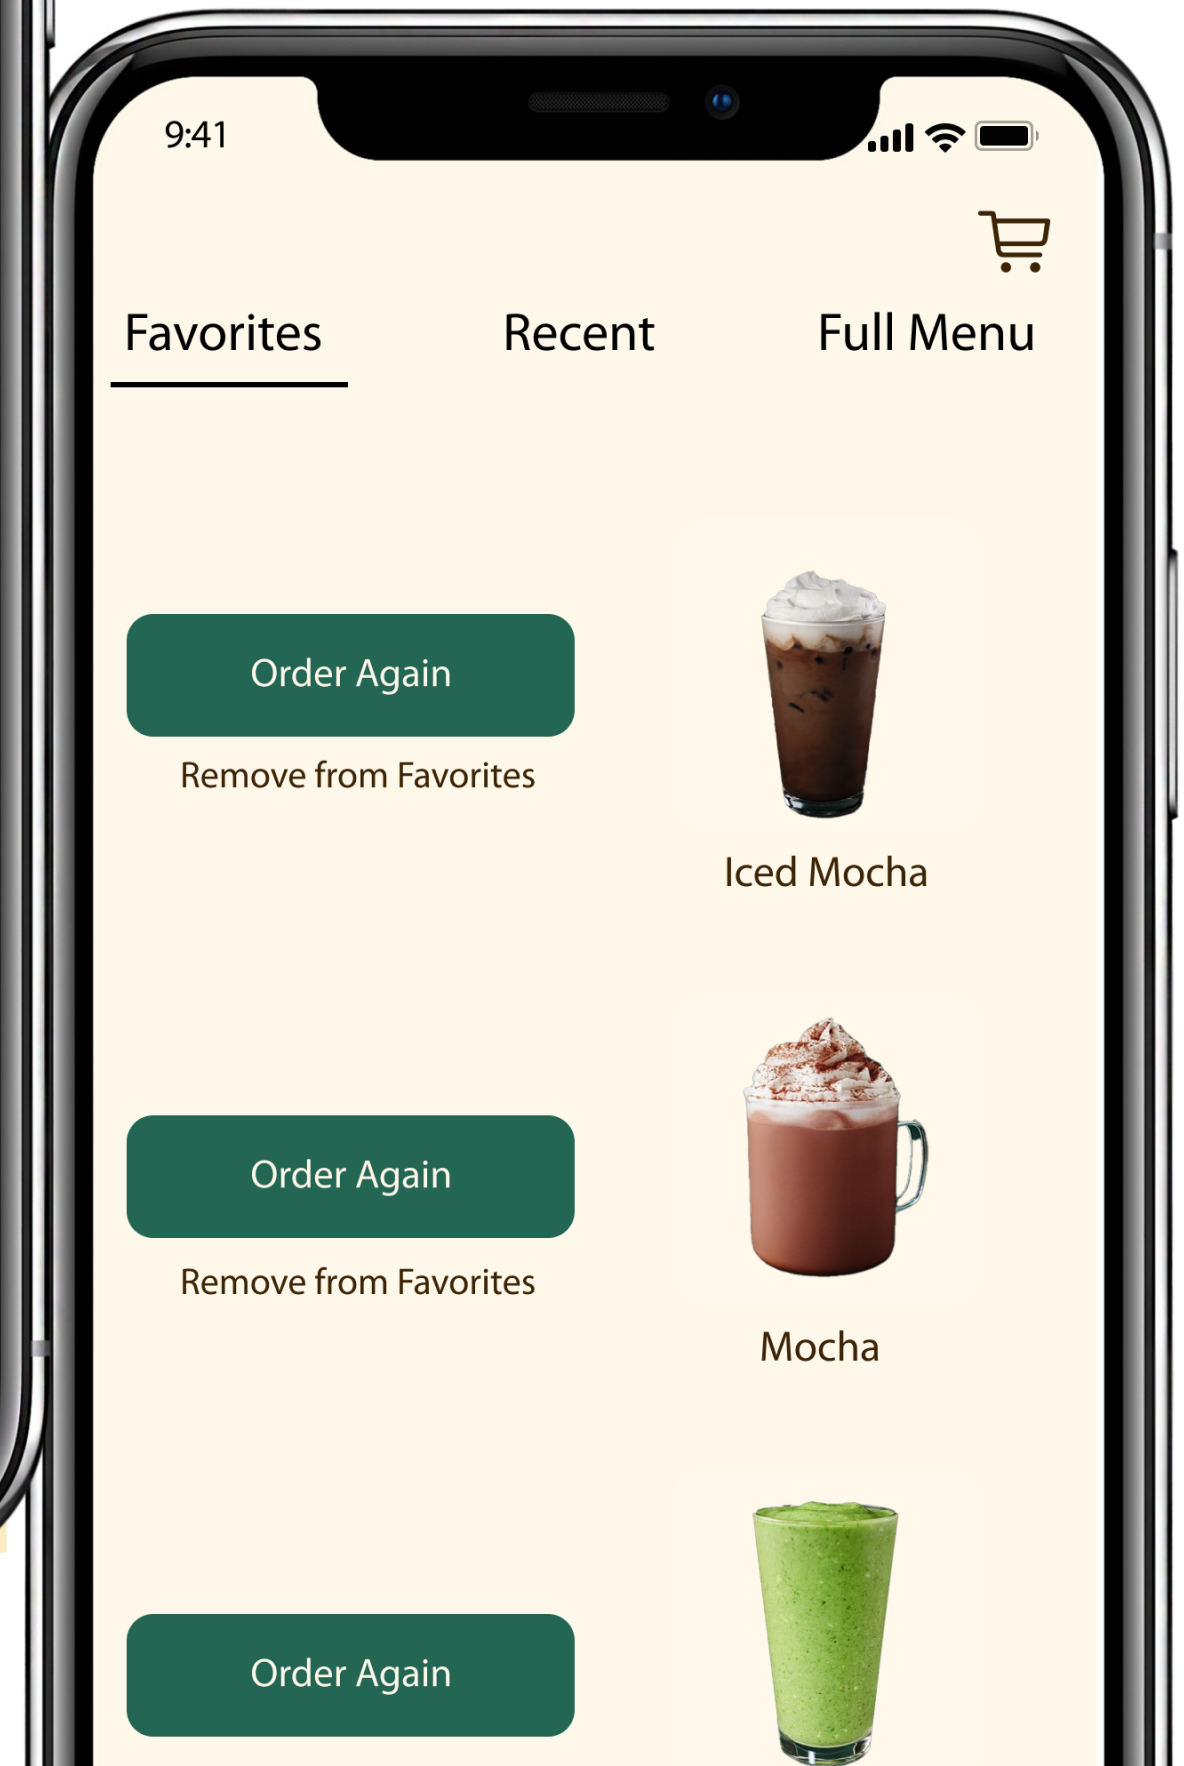 9:41
Favorites
Recent
Full Menu
Order Again
Remove from Favorites
Iced Mocha
Order Again
Remove from Favorites
Mocha
Order Again